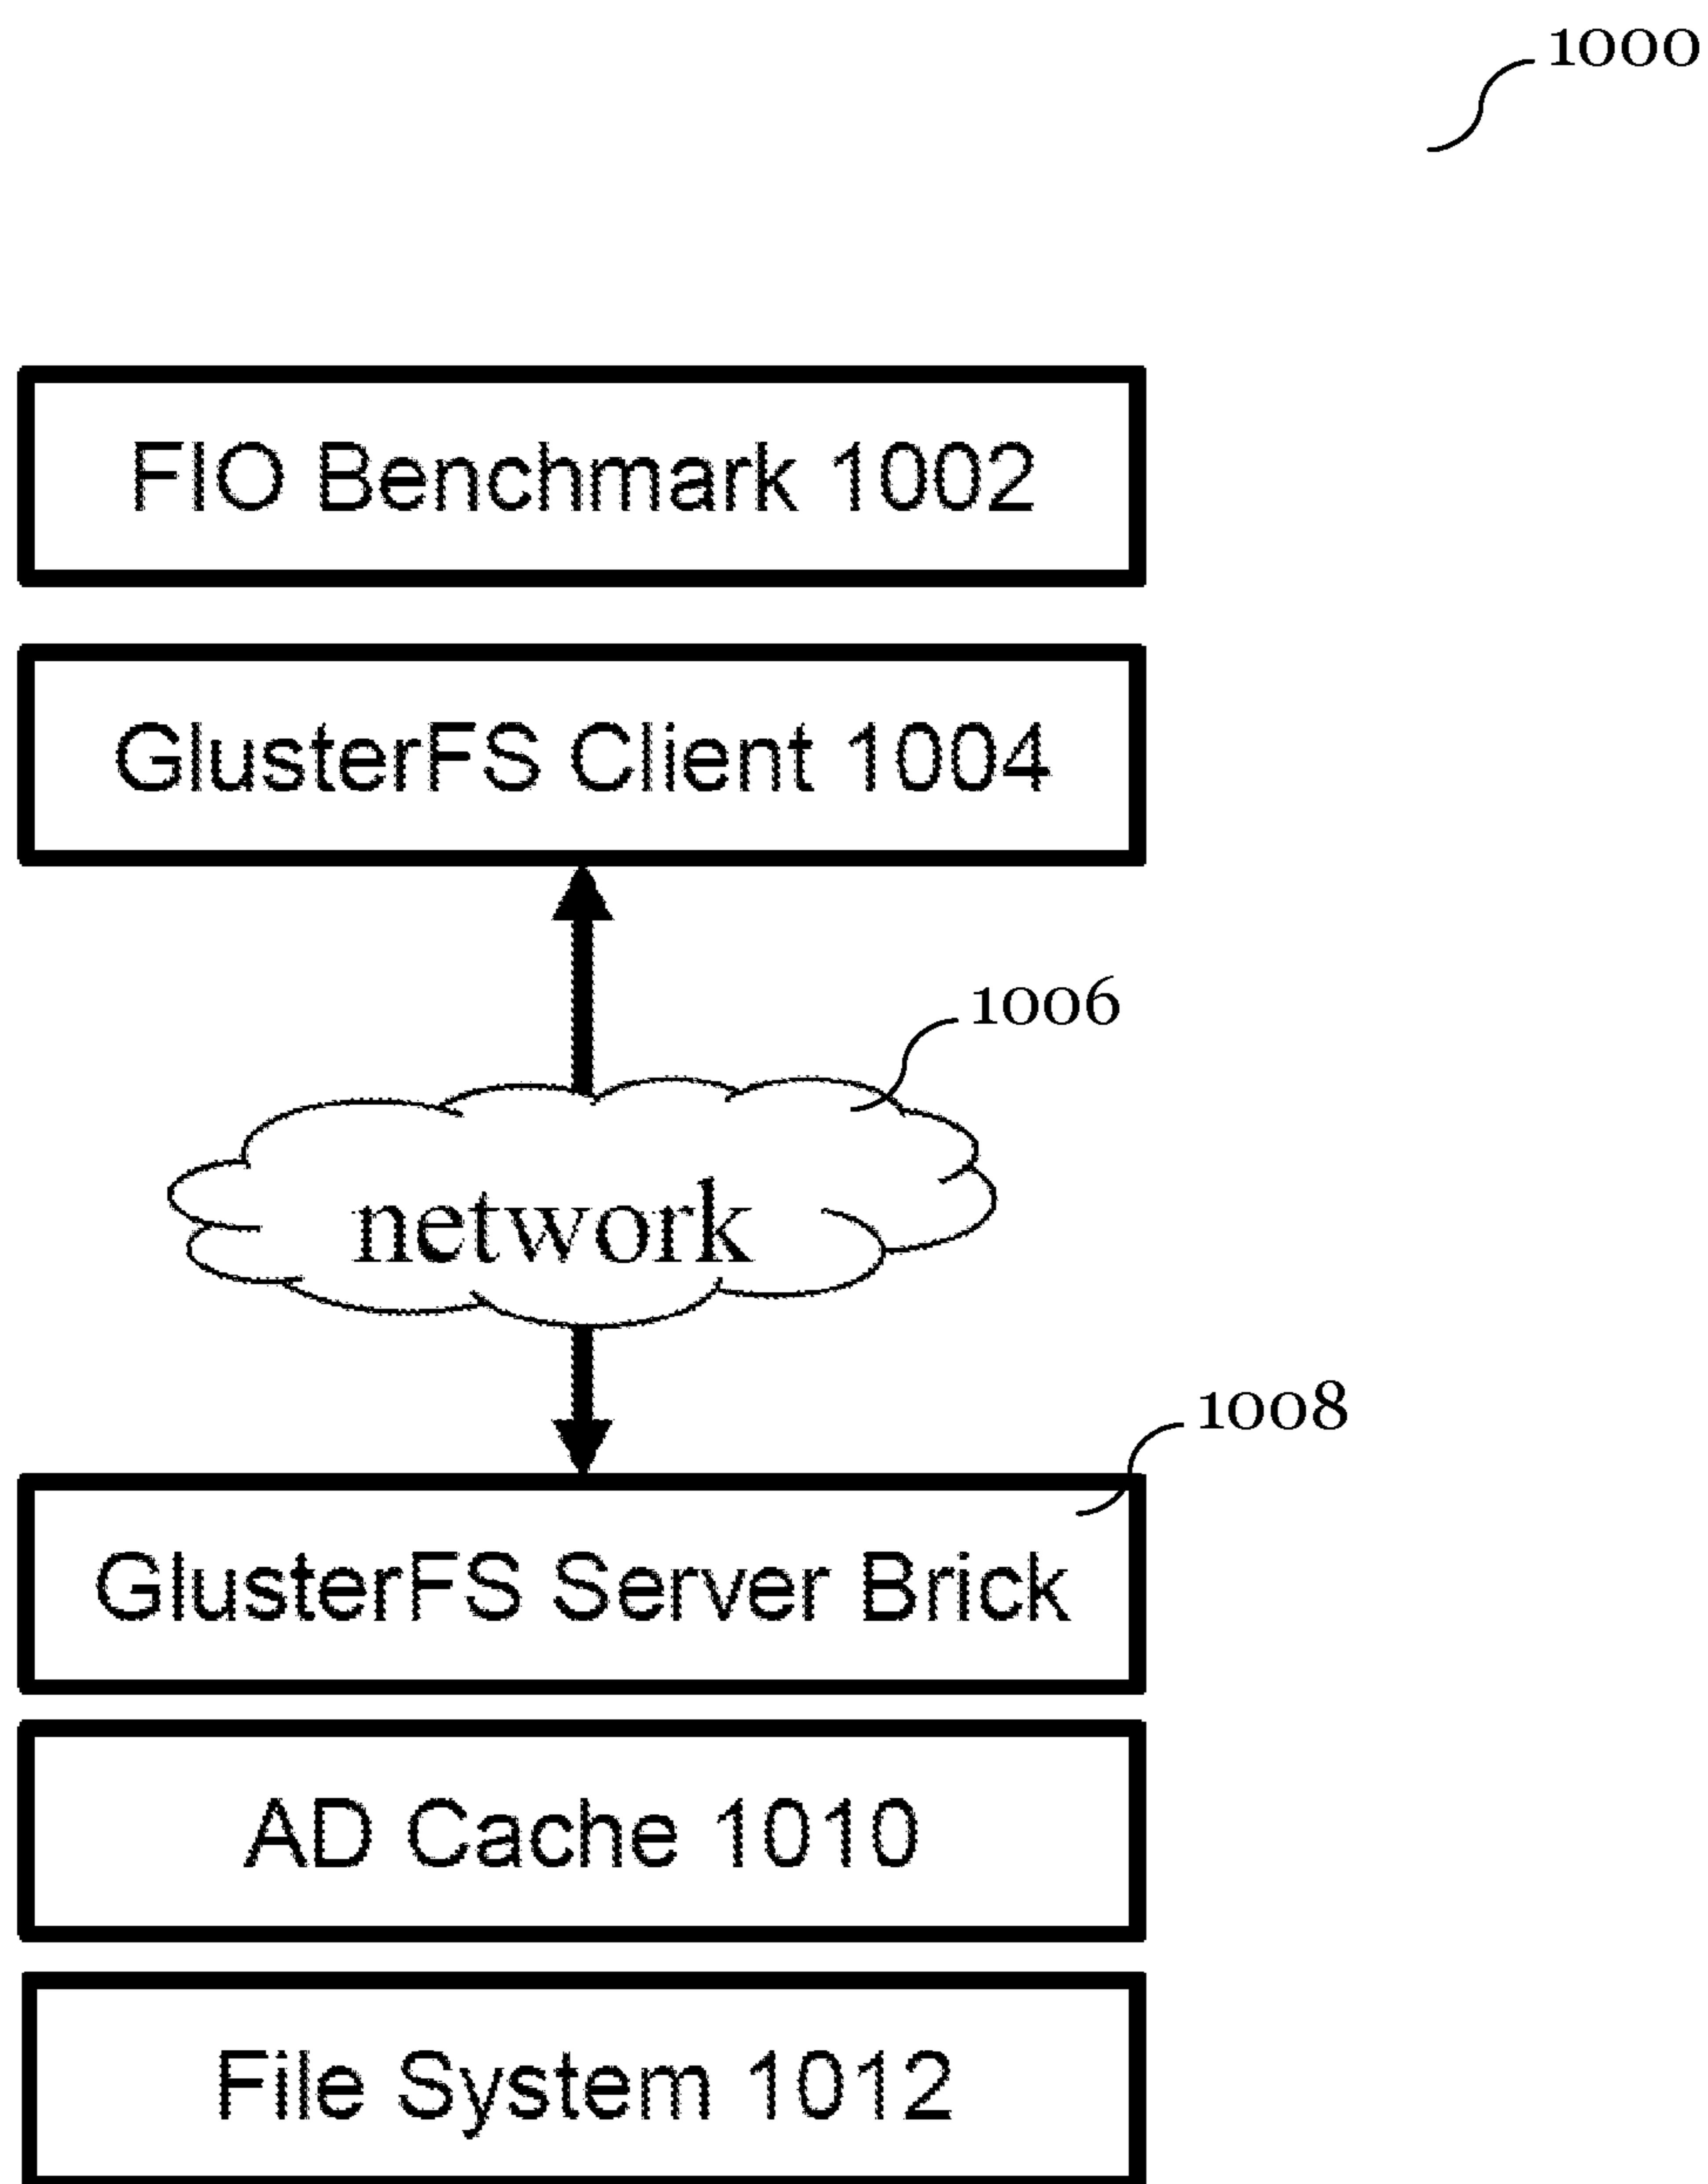 1000
FIO Benchmark 1002
GlusterFS Client 1004
1006
network
1008
GlusterFS Server Brick
AD Cache 1010
File System 1012